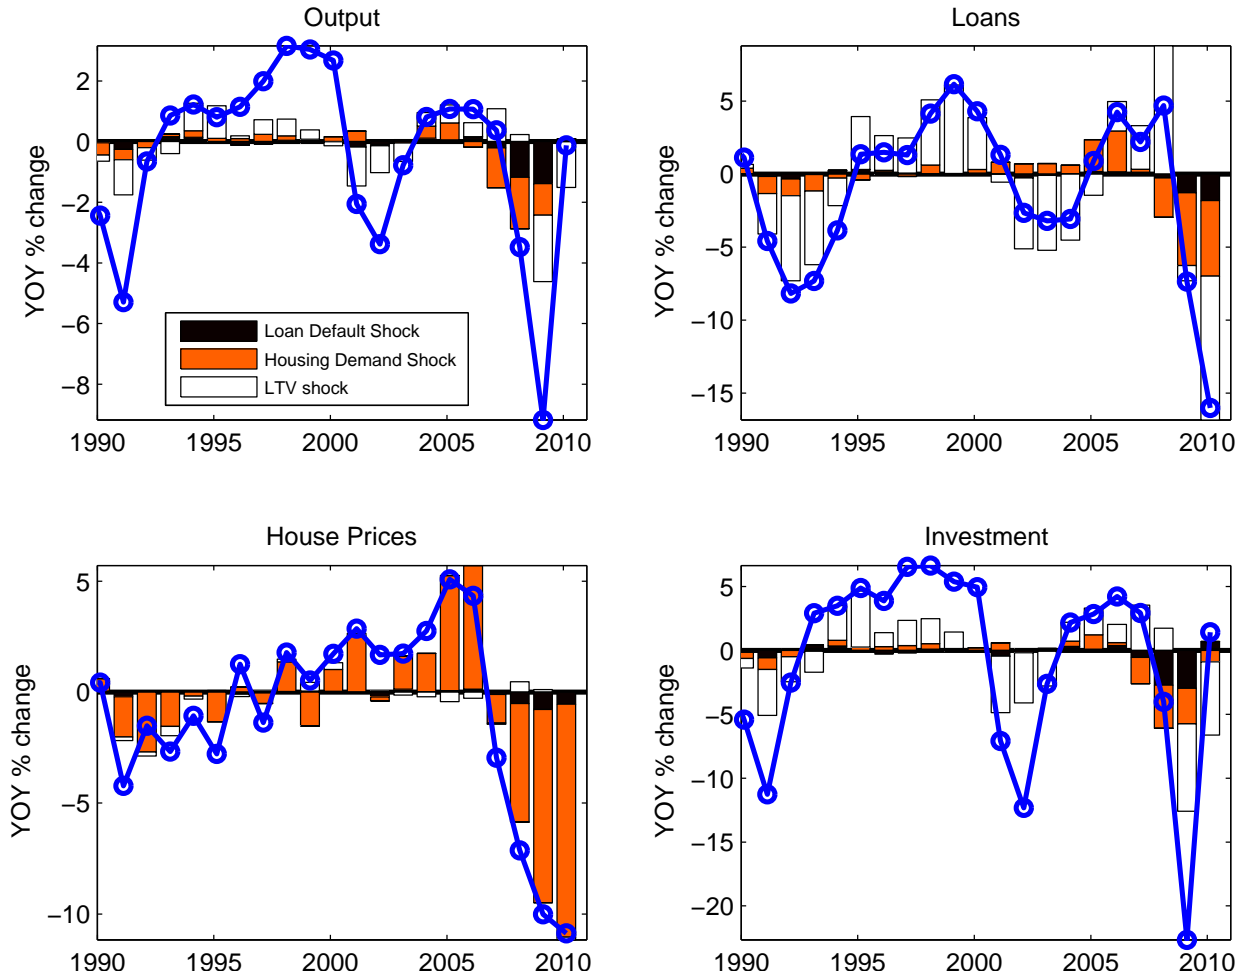 Output
YOY % change
2
0
−2
−4
−6
−8
Loan Default Shock
Housing Demand Shock
LTV shock
1990 1995 2000 2005 2010
Loans
YOY % change
5
0
−5
−10
−15
1990 1995 2000 2005 2010
House Prices
YOY % change
5
0
−5
−10
1990 1995 2000 2005 2010
Investment
YOY % change
5
0
−5
−10
−15
−20
1990 1995 2000 2005 2010